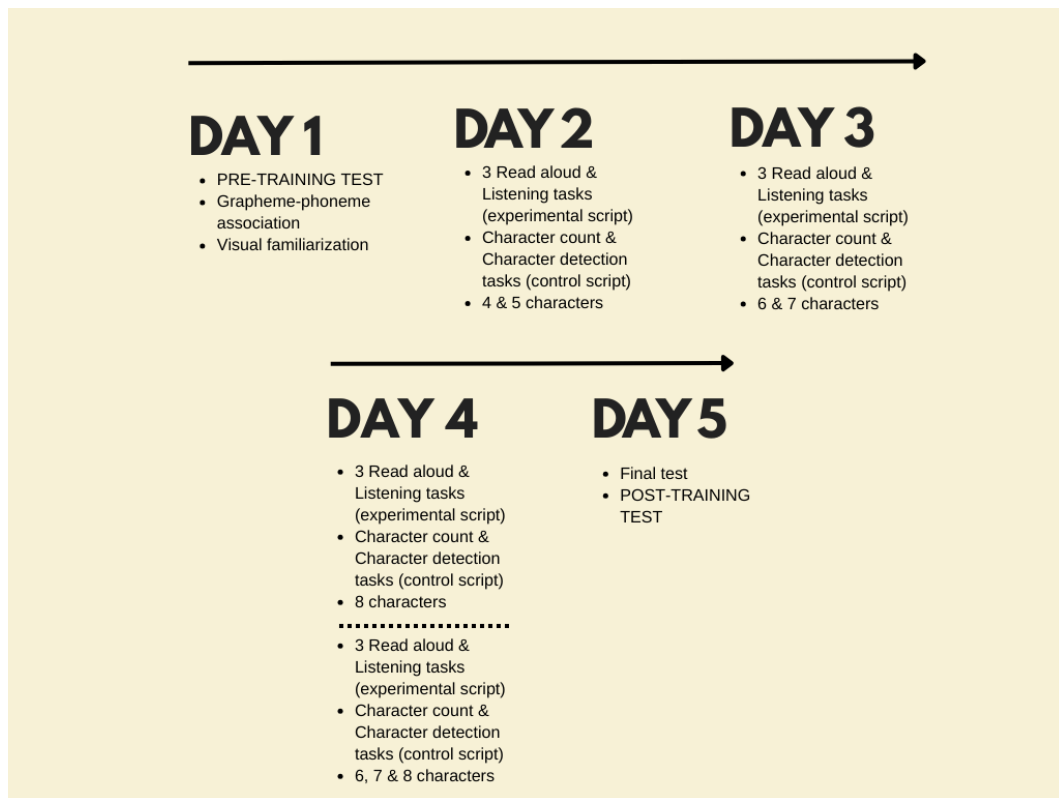 DAY 1
• PRE-TRAINING TEST
• Grapheme-phoneme
association
• Visual familiarization
DAY 2
• 3 Read aloud &
Listening tasks
(experimental script)
• Character count &
Character detection
tasks (control script)
• 4 & 5 characters
DAY 3
• 3 Read aloud &
Listening tasks
(experimental script)
• Character count &
Character detection
tasks (control script)
• 6 & 7 characters
DAY 4
• 3 Read aloud &
Listening tasks
(experimental script)
• Character count &
Character detection
tasks (control script)
• 8 characters
• 3 Read aloud &
Listening tasks
(experimental script)
• Character count &
Character detection
tasks (control script)
• 6, 7 & 8 characters
DAY 5
• Final test
• POST-TRAINING
TEST